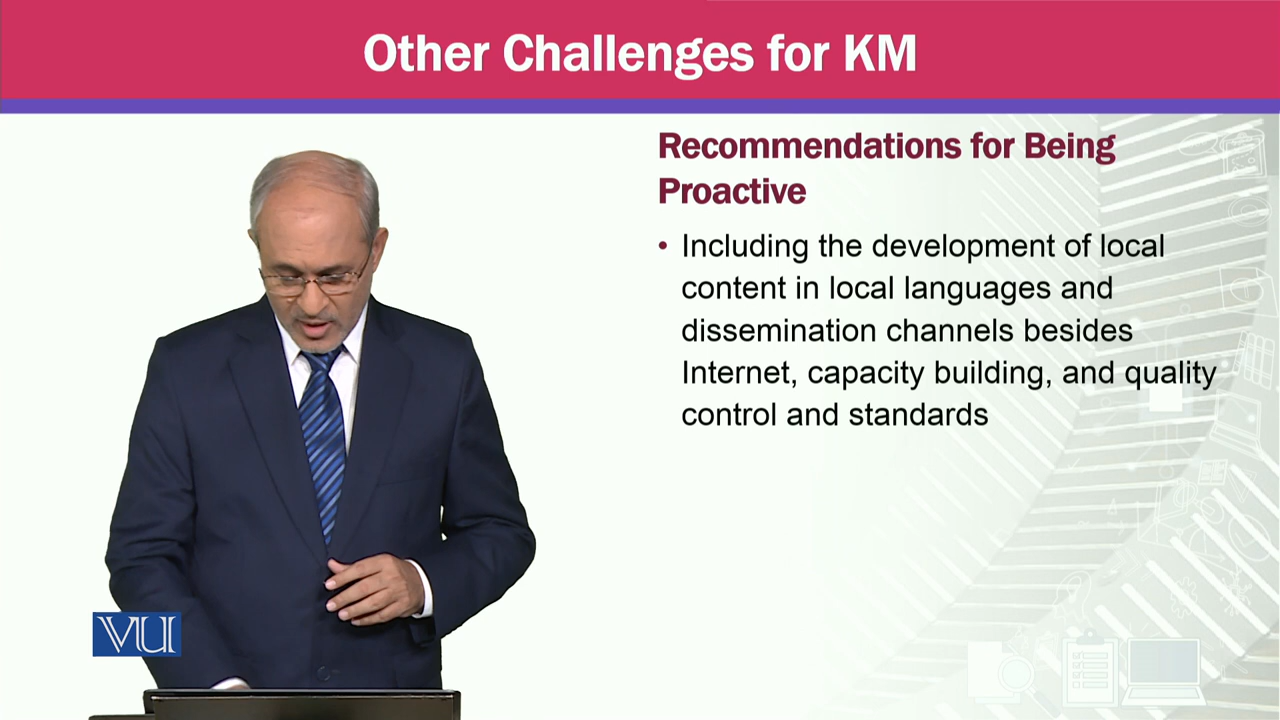 Other Challenges for KM
Recommendations for Being
Proactive
• Including the development of local
content in local languages and
dissemination channels besides
Internet, capacity building, and quality
control and standards
VU